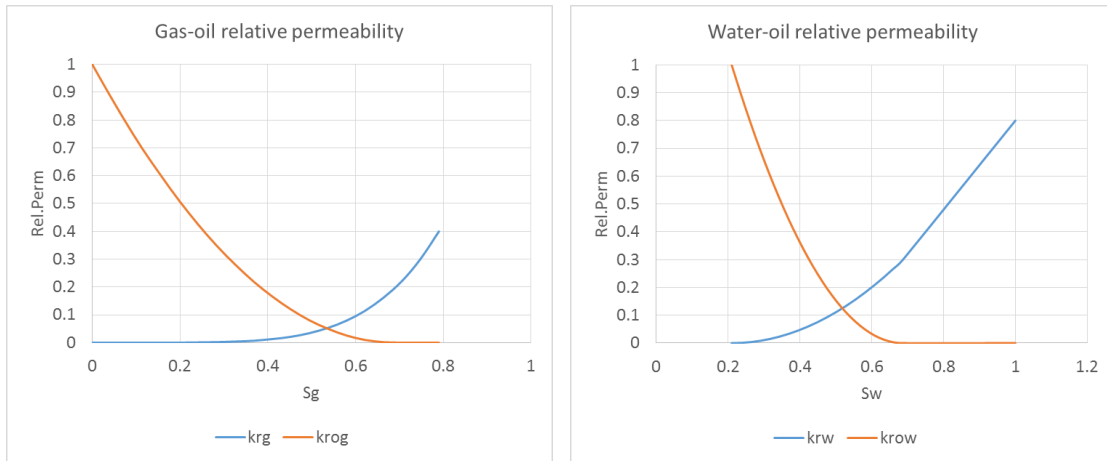 Gas-oil relative permeability
1
0.9
0.8
0.7
0.6
0.5
0.4
0.3
0.2
0.1
0
Rel.Perm
0 0.2 0.4 0.6 0.8 1
Sg
krg krog
Water-oil relative permeability
1
0.9
0.8
0.7
0.6
0.5
0.4
0.3
0.2
0.1
0
Rel.Perm
0 0.2 0.4 0.6 0.8 1 1.2
Sw
krw krow